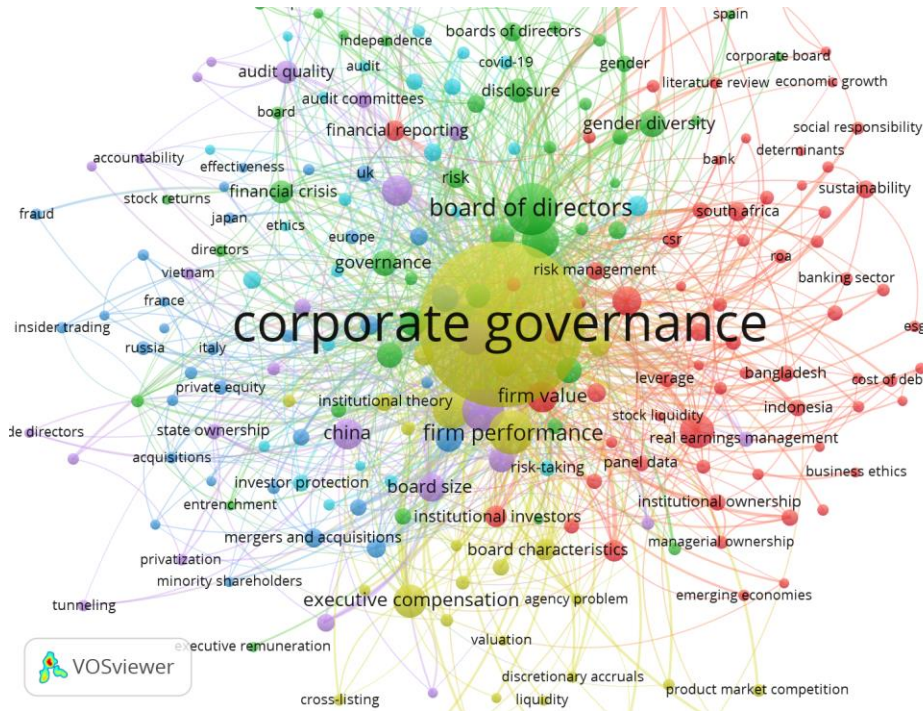 spain
independence
boards of directors
corporate board
audit
covid-19
gender
audit quality
literature review
economic growth
disclosure
audit committees
board
financial reporting
gender diversity
social responsibility
accountability
bank
determinants
effectiveness
uk
risk
stock returns
financial crisis
sustainability
fraud
japan
ethics
board of directors
south africa
directors
europe
csr
vietnam
governance
risk management
roa
banking sector
france
insider trading
corporate governance
esg
russia
italy
private equity
institutional theory
firm value
leverage
bangladesh
cost of deb
stock liquidity
indonesia
de directors
state ownership
china
firm performance
real earnings management
acquisitions
risk-taking
panel data
business ethics
investor protection
board size
entrenchment
institutional investors
institutional ownership
mergers and acquisitions
board characteristics
managerial ownership
privatization
minority shareholders
executive compensation
agency problem
emerging economies
tunneling
executive remuneration
valuation
VOSviewer
discretionary accruals
product market competition
cross-listing
liquidity